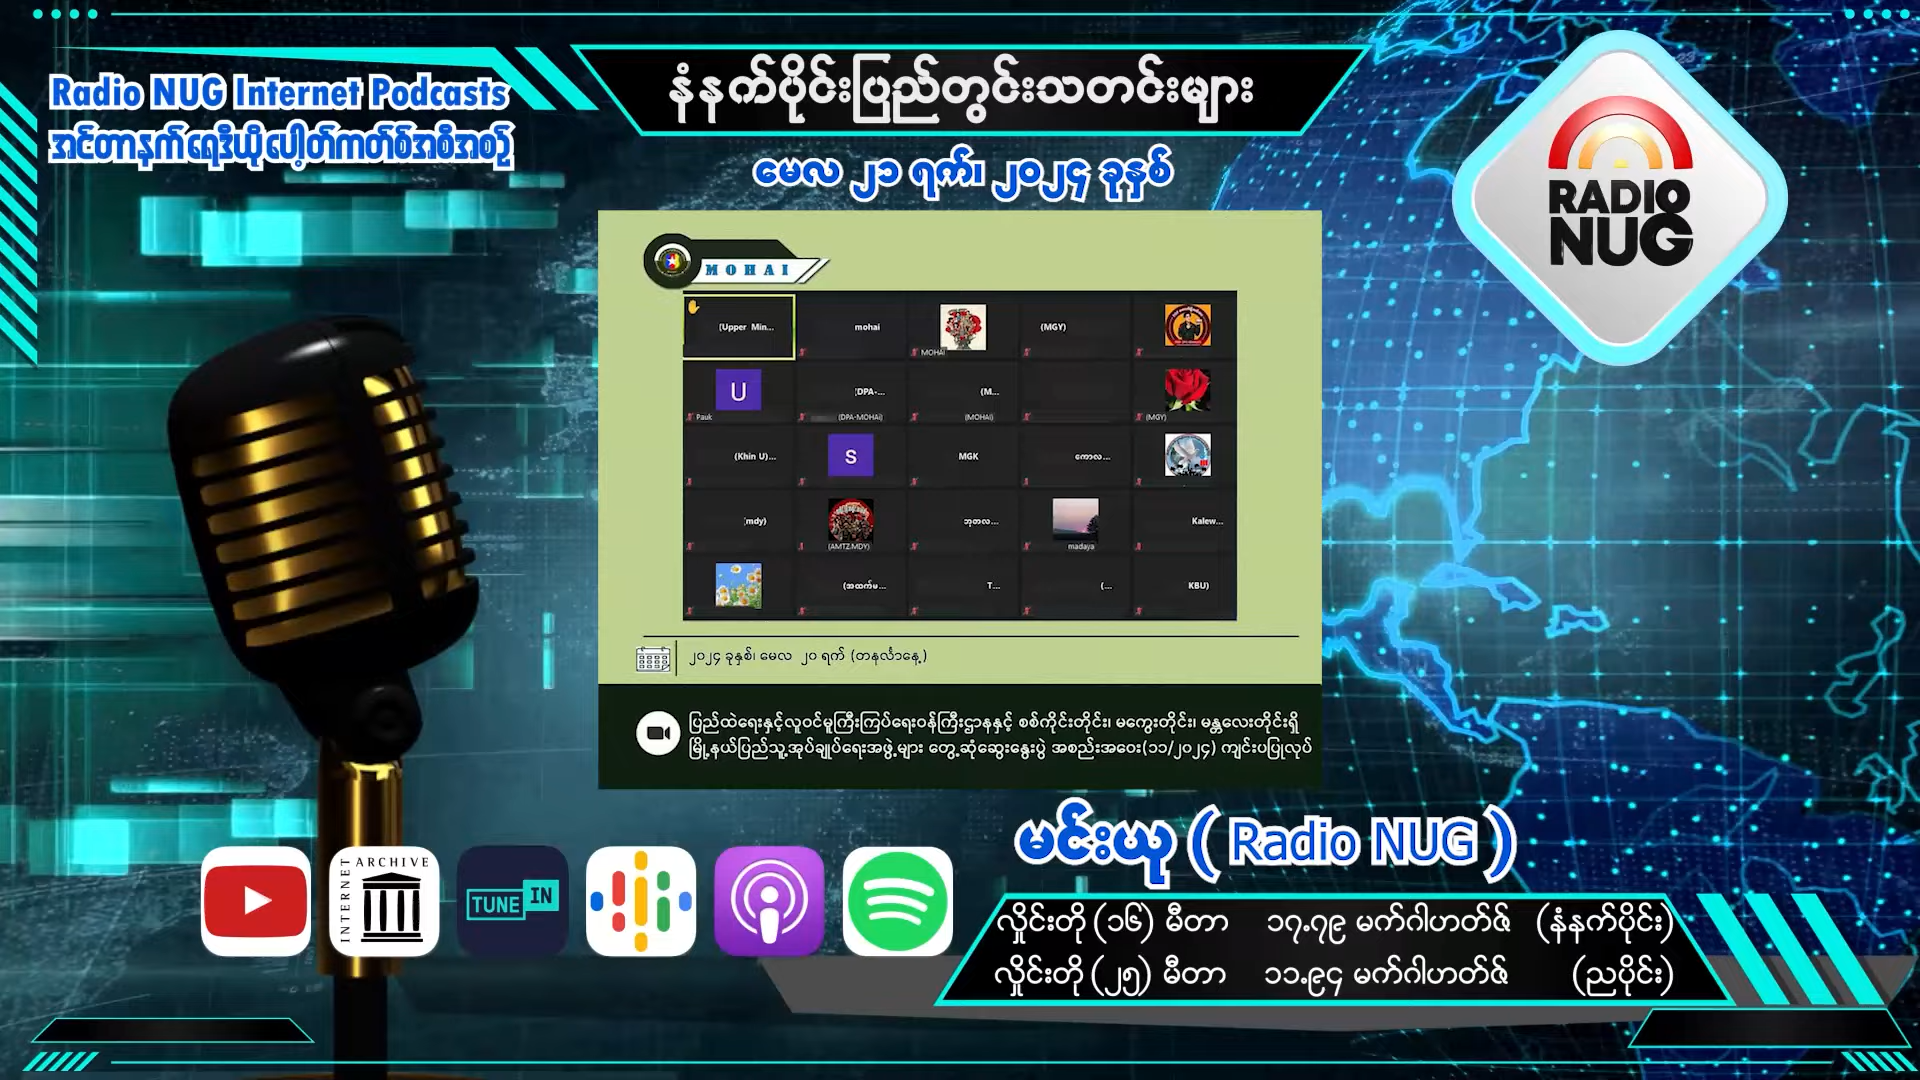 Radio NUG Internet Podcasts
အင်တာနက်ရေဒီယိုပေါ့တ်ကတ်စ်အစီအစဉ်
နံနက်ပိုင်းပြည်တွင်းသတင်းများ
မေလ ၂၁ ရက်၊ ၂၀၂၄ ခုနှစ်
RADIO
NUG
MOHAI
(Upper Min...
mohai
MOHAI
(MGY)
U
Pauk
(DPA-...
(DPA-MOHAI)
(M...
(MOHAI)
(MGY)
(Khin U)...
S
MGK
ကောလ...
(mdy)
(AMTZ.MDY)
ဘုတလ...
madaya
Kalew...
(အထက်မ...
T...
(...
KBU)
၂၀၂၄ ခုနှစ်၊ မေလ ၂၀ ရက် (တနင်္လာနေ့)
ပြည်ထဲရေးနှင့်လူဝင်မှုကြီးကြပ်ရေးဝန်ကြီးဌာနနှင့် စစ်ကိုင်းတိုင်း၊ မကွေးတိုင်း၊ မန္တလေးတိုင်းရှိ
မြို့နယ်ပြည်သူ့အုပ်ချုပ်ရေးအဖွဲ့များ တွေ့ဆုံဆွေးနွေးပွဲ အစည်းအဝေး(၁၁/၂၀၂၄) ကျင်းပပြုလုပ်
မင်းယု ( Radio NUG )
INTERNET ARCHIVE
TUNE IN
လှိုင်းတို (၁၆) မီတာ ၁၇.၇၉ မက်ဂါဟတ်ဇ် (နံနက်ပိုင်း)
လှိုင်းတို (၂၅) မီတာ ၁၁.၉၄ မက်ဂါဟတ်ဇ် (ညပိုင်း)